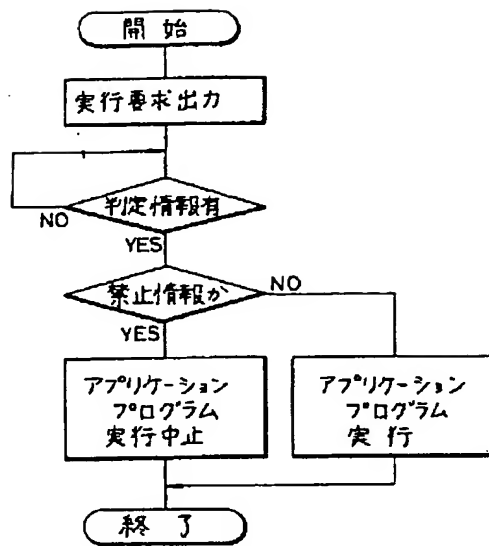 開始
実行要求出力
判定情報有
NO
YES
禁止情報か
NO
YES
アプリケーション
プログラム
実行中止
アプリケーション
プログラム
実行
終了